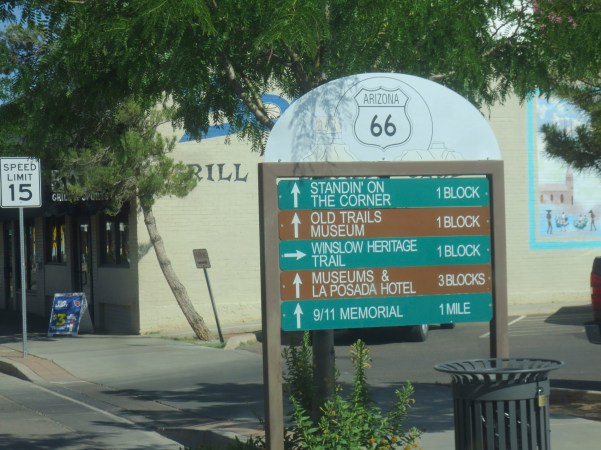 ARIZONA
66
GRILL
SPEED
LIMIT
15
STANDIN' ON
THE CORNER 1 BLOCK
OLD TRAILS
MUSEUM 1 BLOCK
WINSLOW HERITAGE
TRAIL 1 BLOCK
MUSEUMS &
LA POSADA HOTEL 3 BLOCKS
9/11 MEMORIAL 1 MILE